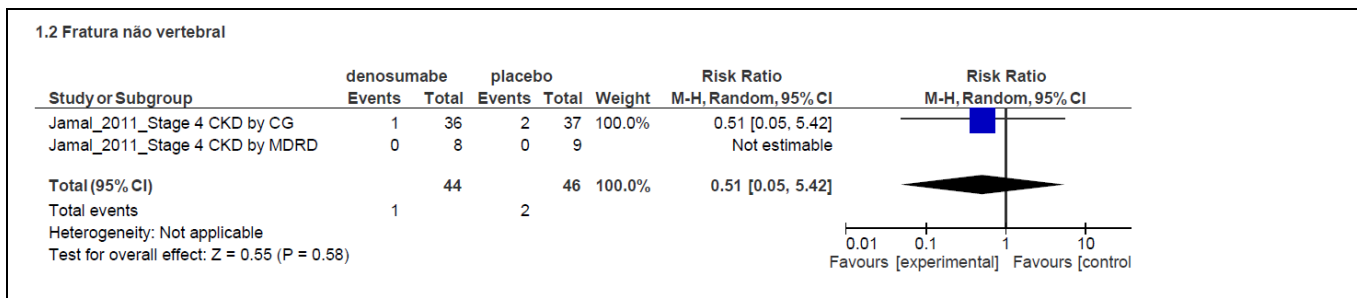 1.2 Fratura não vertebral
denosumabe placebo Risk Ratio Risk Ratio
Study or Subgroup Events Total Events Total Weight M-H, Random, 95% CI M-H, Random, 95% CI
Jamal_2011_Stage 4 CKD by CG 1 36 2 37 100.0% 0.51 [0.05, 5.42]
Jamal_2011_Stage 4 CKD by MDRD 0 8 0 9 Not estimable
Total (95% CI) 44 46 100.0% 0.51 [0.05, 5.42]
Total events 1 2
Heterogeneity: Not applicable
Test for overall effect: Z = 0.55 (P = 0.58)
0.01 0.1 1 10
Favours [experimental] Favours [control